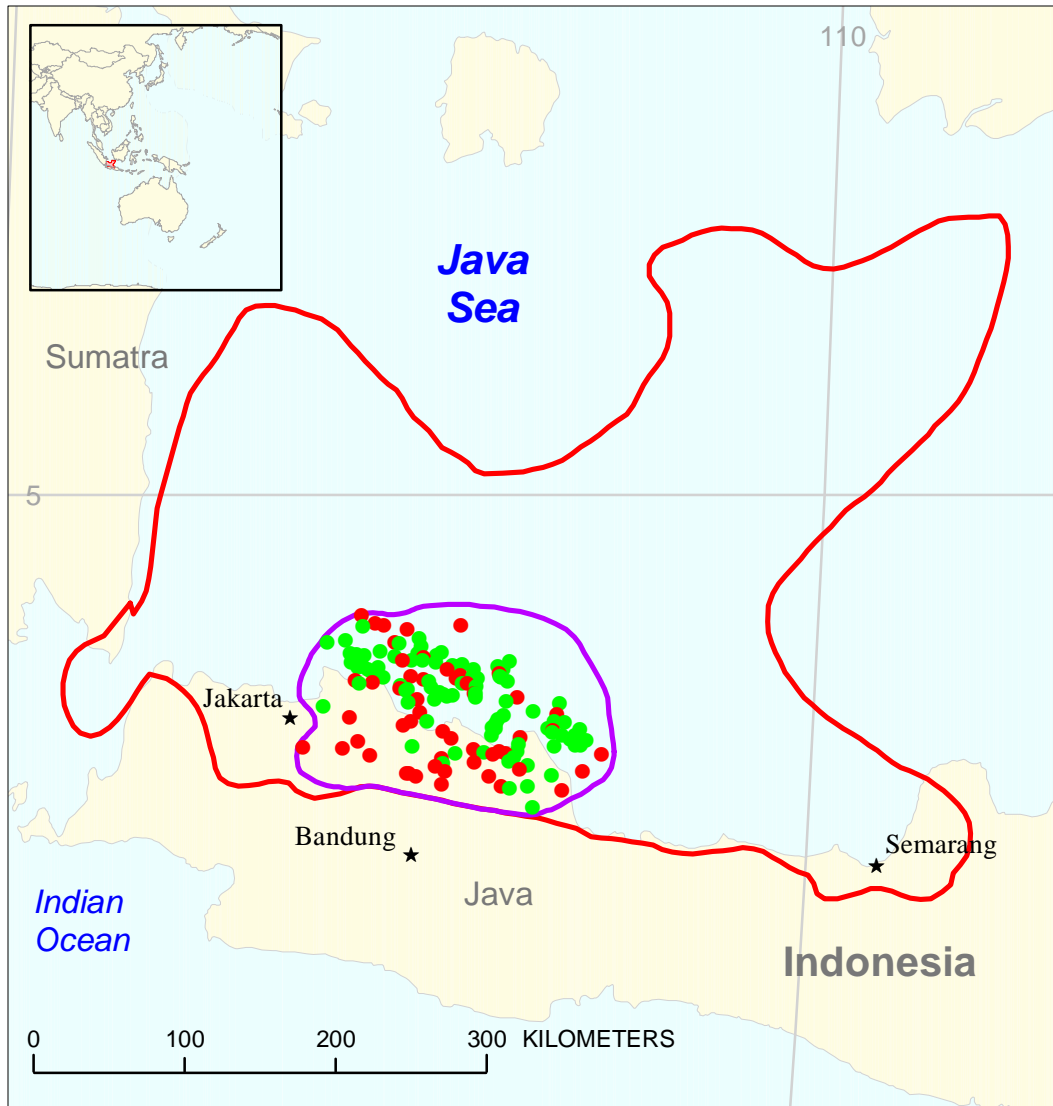 110
Java
Sea
Sumatra
5
Jakarta
Bandung
Semarang
Java
Indian
Ocean
Indonesia
0 100 200 300 KILOMETERS